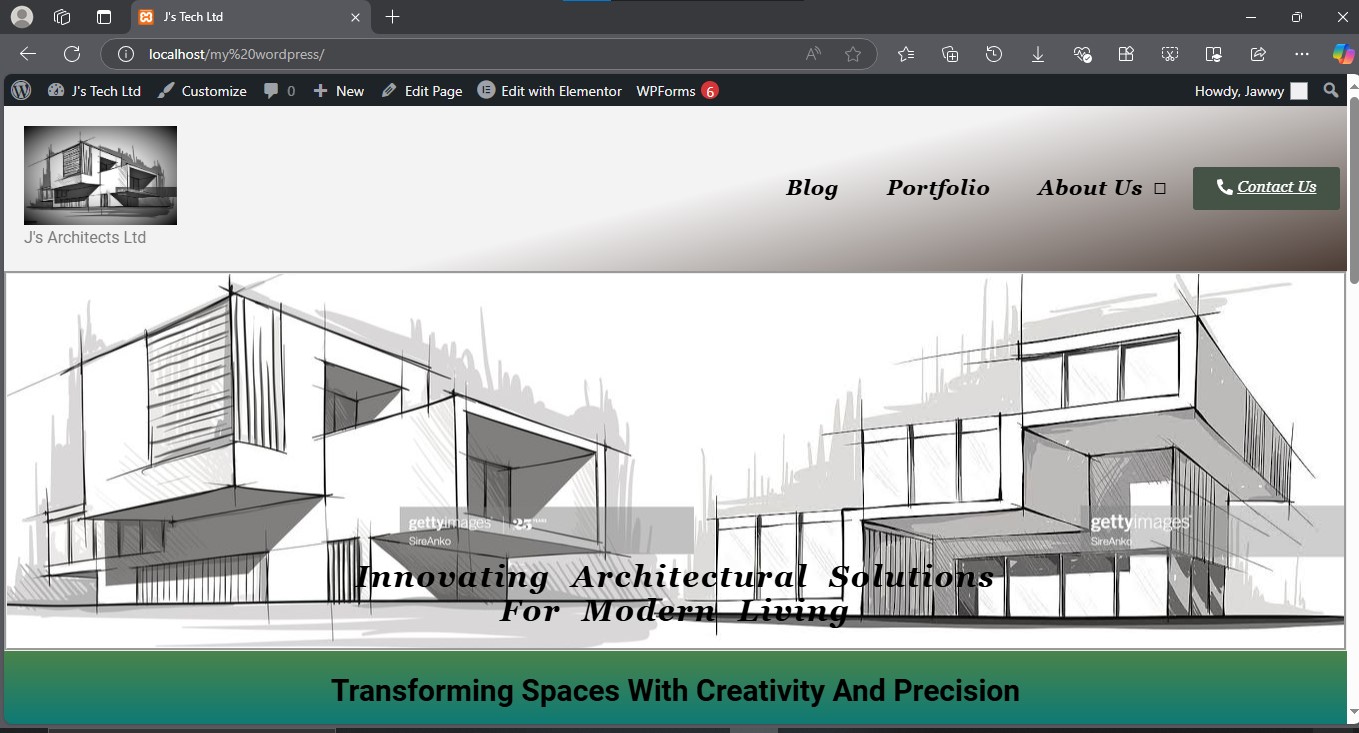 J's Tech Ltd
localhost/my%20wordpress/
J's Tech Ltd Customize 0 New Edit Page Edit with Elementor WPForms 6 Howdy, Jawwy
Blog Portfolio About Us Contact Us
J's Architects Ltd
gettyimages 25
SireAnko
gettyimages
SireAnko
Innovating Architectural Solutions
For Modern Living
Transforming Spaces With Creativity And Precision